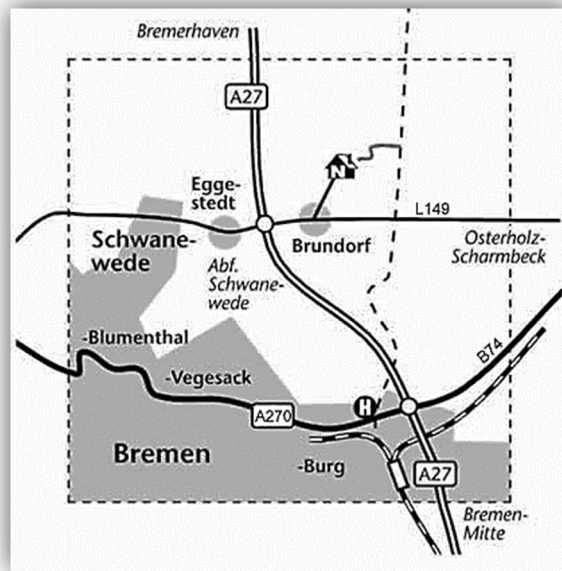 Bremerhaven
A27
N
Egge-
stedt
L149
Schwane-
wede
Brundorf
Osterholz-
Scharmbeck
Abf.
Schwane-
wede
-Blumenthal
B74
-Vegesack
H
A270
Bremen
-Burg
A27
Bremen-
Mitte